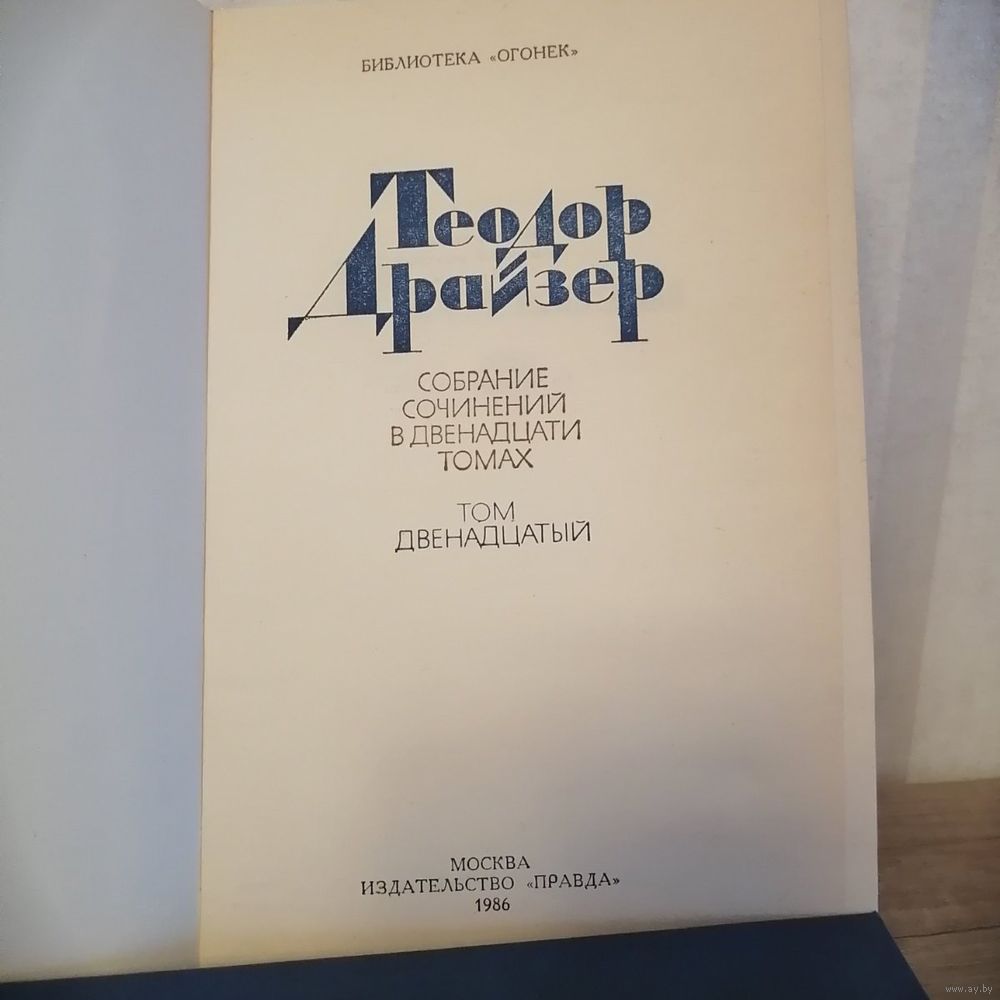 БИБЛИОТЕКА «ОГОНЕК»
Теодор
Драйзер
СОБРАНИЕ
СОЧИНЕНИЙ
В ДВЕНАДЦАТИ
ТОМАХ
ТОМ
ДВЕНАДЦАТЫЙ
МОСКВА
ИЗДАТЕЛЬСТВО «ПРАВДА»
1986
www.ay.by